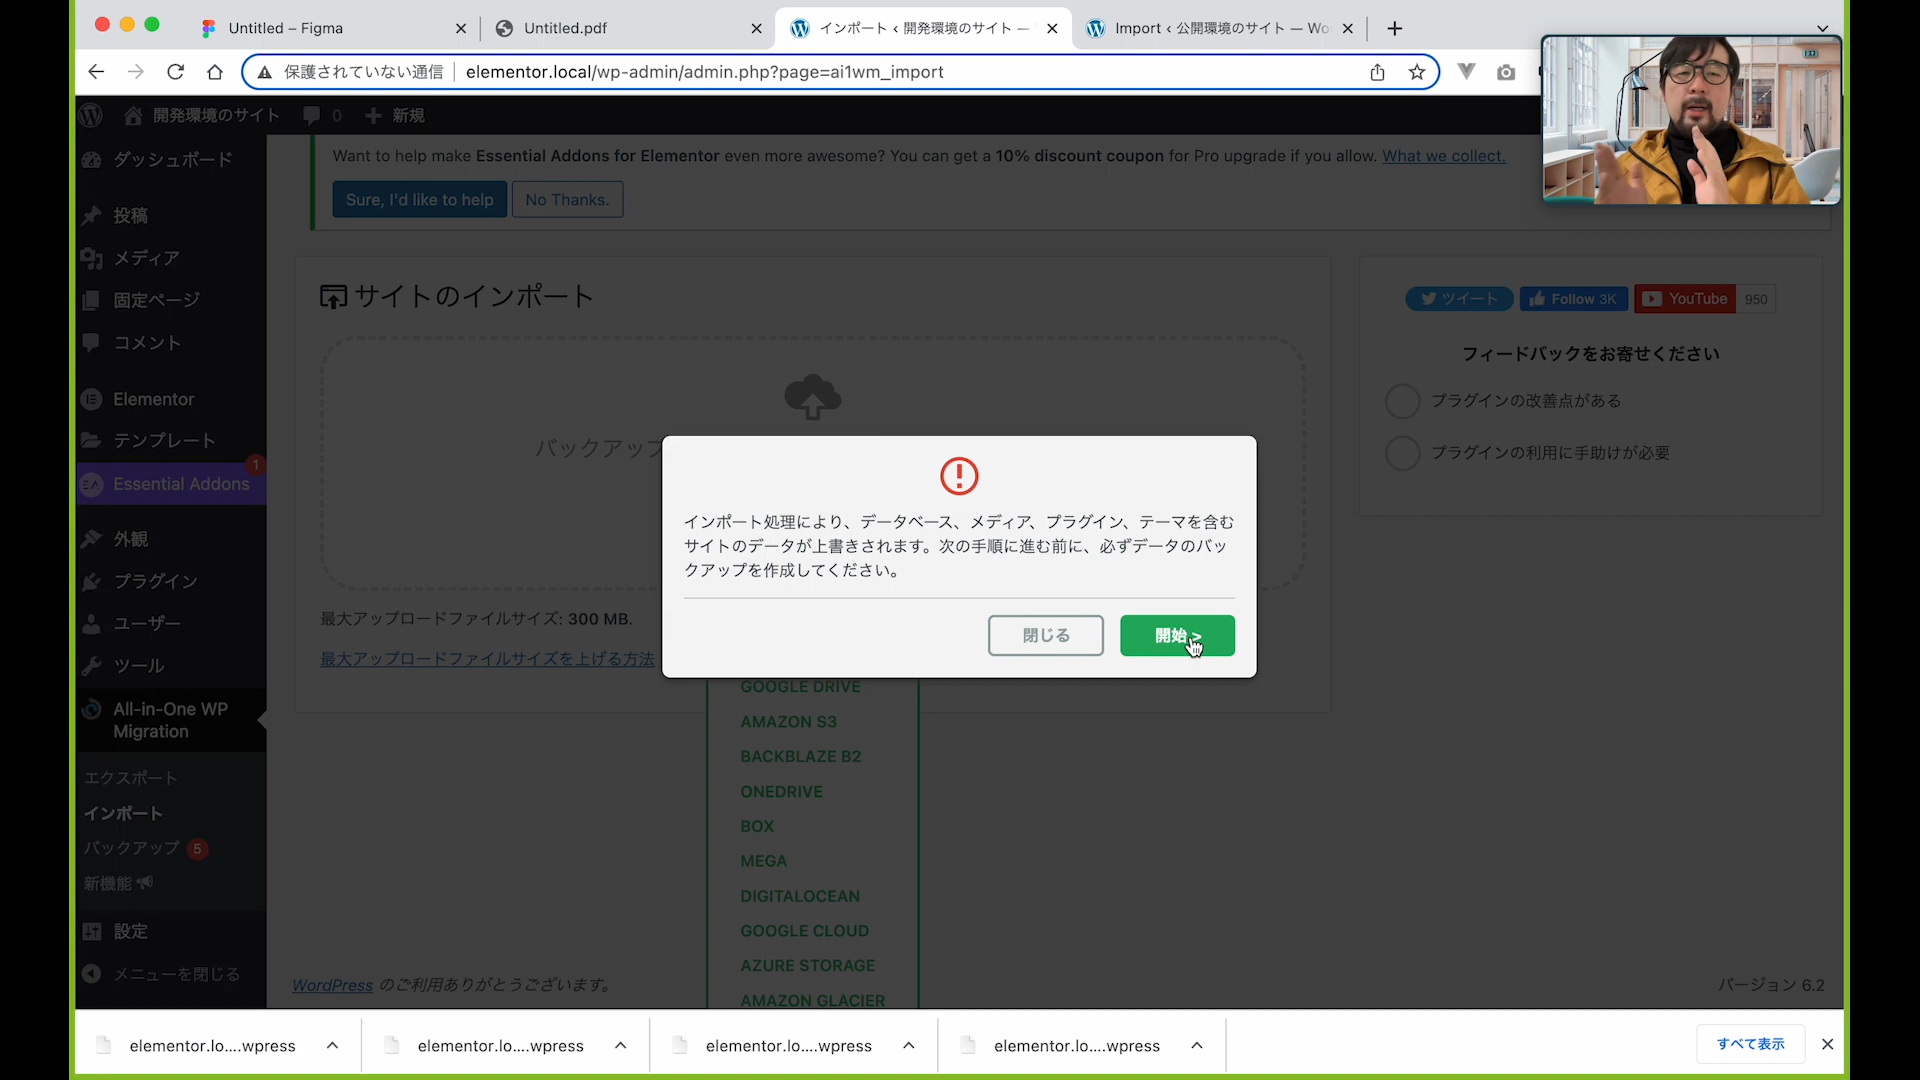 Untitled – Figma
Untitled.pdf
インポート ‹ 開発環境のサイト —
Import ‹ 公開環境のサイト — Wo
保護されていない通信
elementor.local/wp-admin/admin.php?page=ai1wm_import
開発環境のサイト
0
新規
ダッシュボード
投稿
メディア
固定ページ
コメント
Elementor
テンプレート
1
Essential Addons
外観
プラグイン
ユーザー
ツール
All-in-One WP
Migration
エクスポート
インポート
バックアップ 5
新機能
設定
メニューを閉じる
Want to help make Essential Addons for Elementor even more awesome? You can get a 10% discount coupon for Pro upgrade if you allow. What we collect.
Sure, I'd like to help
No Thanks.
サイトのインポート
バックアップ
最大アップロードファイルサイズ: 300 MB.
最大アップロードファイルサイズを上げる方法
インポート処理により、データベース、メディア、プラグイン、テーマを含む
サイトのデータが上書きされます。次の手順に進む前に、必ずデータのバッ
クアップを作成してください。
閉じる
開始 >
GOOGLE DRIVE
AMAZON S3
BACKBLAZE B2
ONEDRIVE
BOX
MEGA
DIGITALOCEAN
GOOGLE CLOUD
AZURE STORAGE
AMAZON GLACIER
ツイート
Follow 3K
YouTube 950
フィードバックをお寄せください
プラグインの改善点がある
プラグインの利用に手助けが必要
WordPress のご利用ありがとうございます。
バージョン 6.2
elementor.lo....wpress
elementor.lo....wpress
elementor.lo....wpress
elementor.lo....wpress
すべて表示